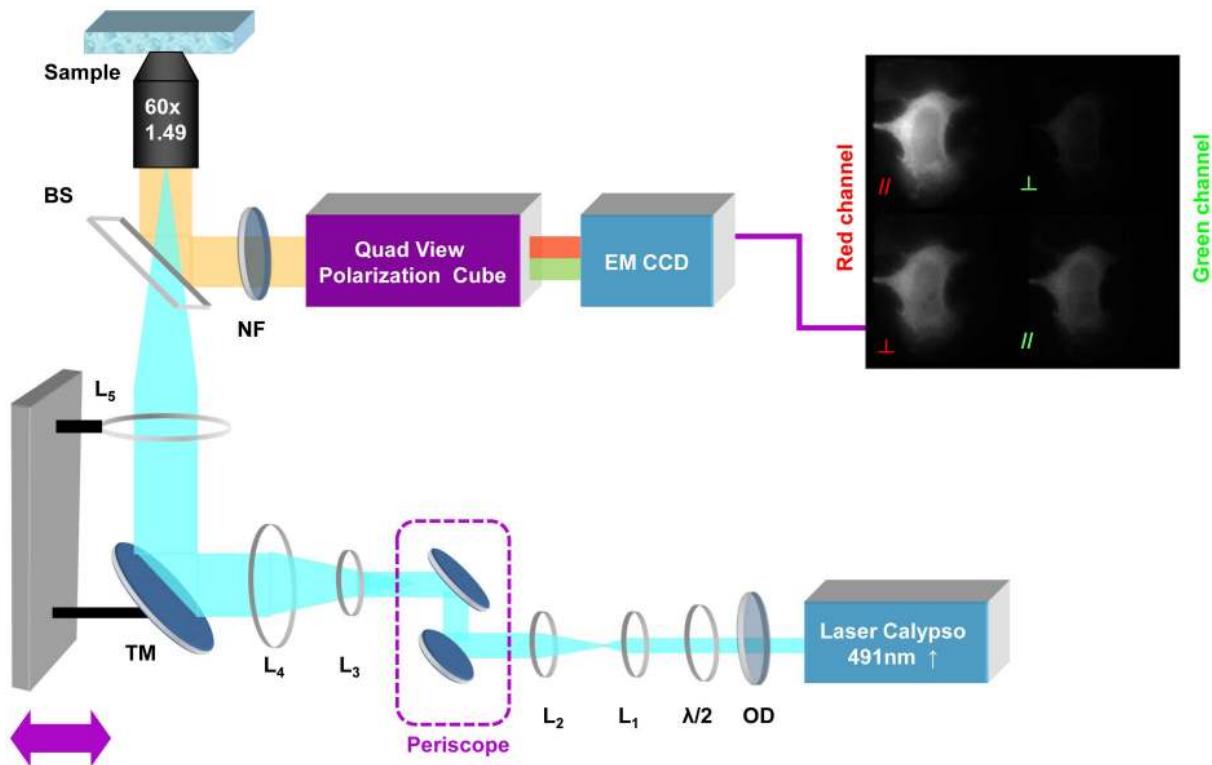 Sample
60x
1.49
BS
NF
Quad View
Polarization Cube
EM CCD
Red channel
//
⊥
⊥
//
Green channel
L5
TM
L4
L3
Periscope
L2
L1
λ/2
OD
Laser Calypso
491nm ↑